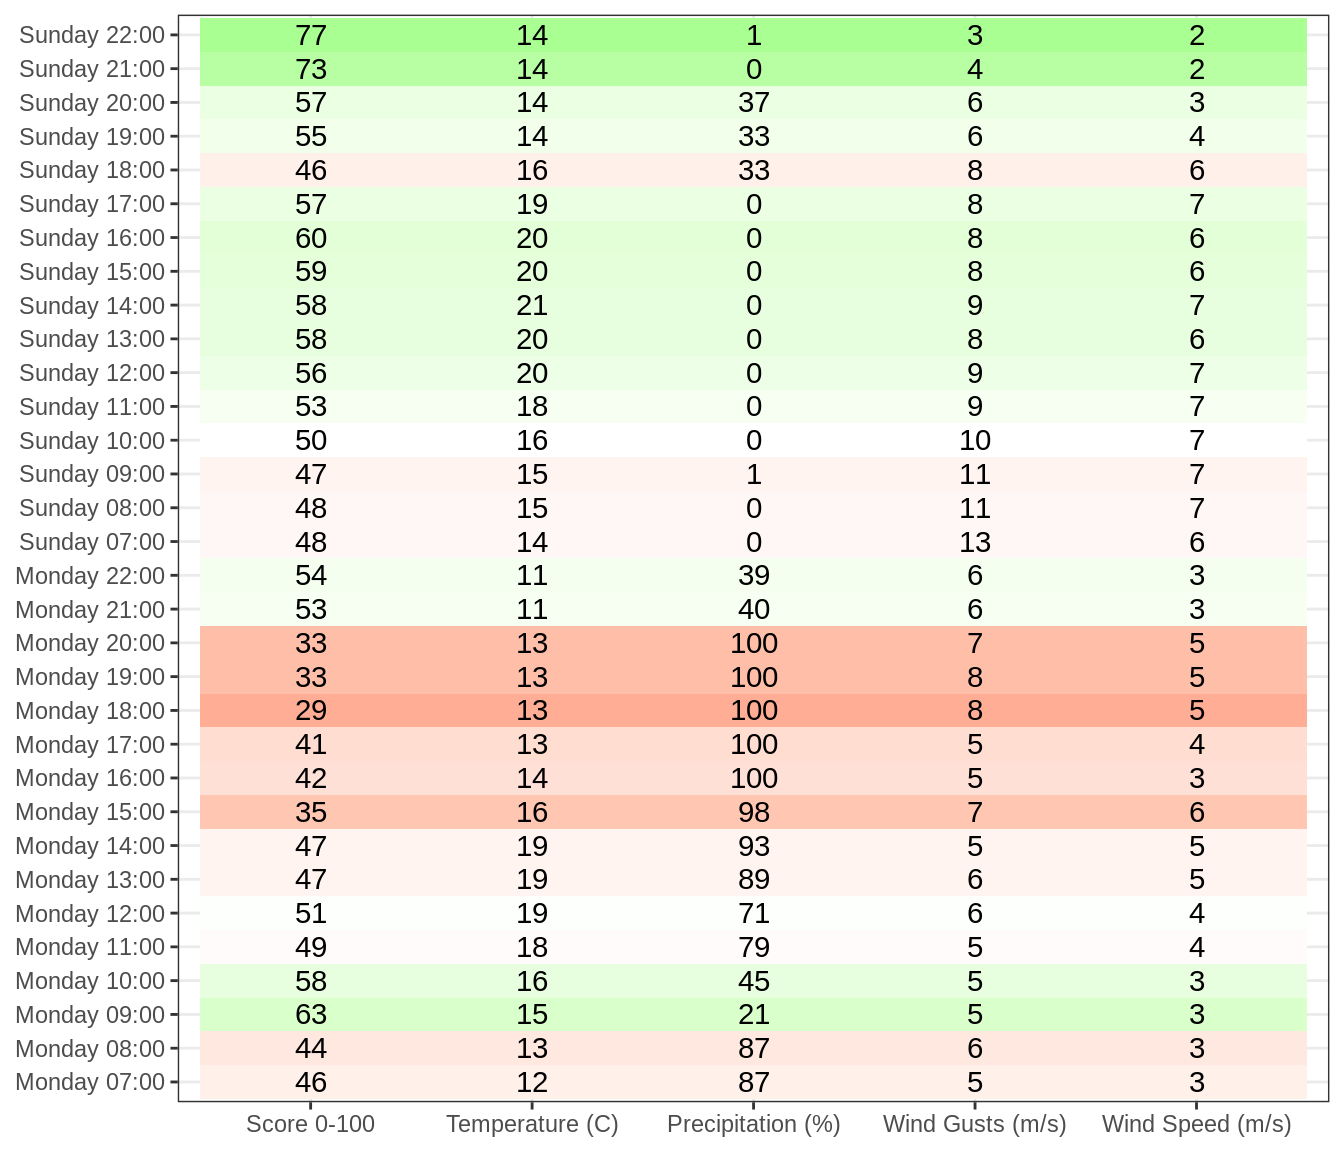 Sunday 22:00 77 14 1 3 2
Sunday 21:00 73 14 0 4 2
Sunday 20:00 57 14 37 6 3
Sunday 19:00 55 14 33 6 4
Sunday 18:00 46 16 33 8 6
Sunday 17:00 57 19 0 8 7
Sunday 16:00 60 20 0 8 6
Sunday 15:00 59 20 0 8 6
Sunday 14:00 58 21 0 9 7
Sunday 13:00 58 20 0 8 6
Sunday 12:00 56 20 0 9 7
Sunday 11:00 53 18 0 9 7
Sunday 10:00 50 16 0 10 7
Sunday 09:00 47 15 1 11 7
Sunday 08:00 48 15 0 11 7
Sunday 07:00 48 14 0 13 6
Monday 22:00 54 11 39 6 3
Monday 21:00 53 11 40 6 3
Monday 20:00 33 13 100 7 5
Monday 19:00 33 13 100 8 5
Monday 18:00 29 13 100 8 5
Monday 17:00 41 13 100 5 4
Monday 16:00 42 14 100 5 3
Monday 15:00 35 16 98 7 6
Monday 14:00 47 19 93 5 5
Monday 13:00 47 19 89 6 5
Monday 12:00 51 19 71 6 4
Monday 11:00 49 18 79 5 4
Monday 10:00 58 16 45 5 3
Monday 09:00 63 15 21 5 3
Monday 08:00 44 13 87 6 3
Monday 07:00 46 12 87 5 3
Score 0-100 Temperature (C) Precipitation (%) Wind Gusts (m/s) Wind Speed (m/s)